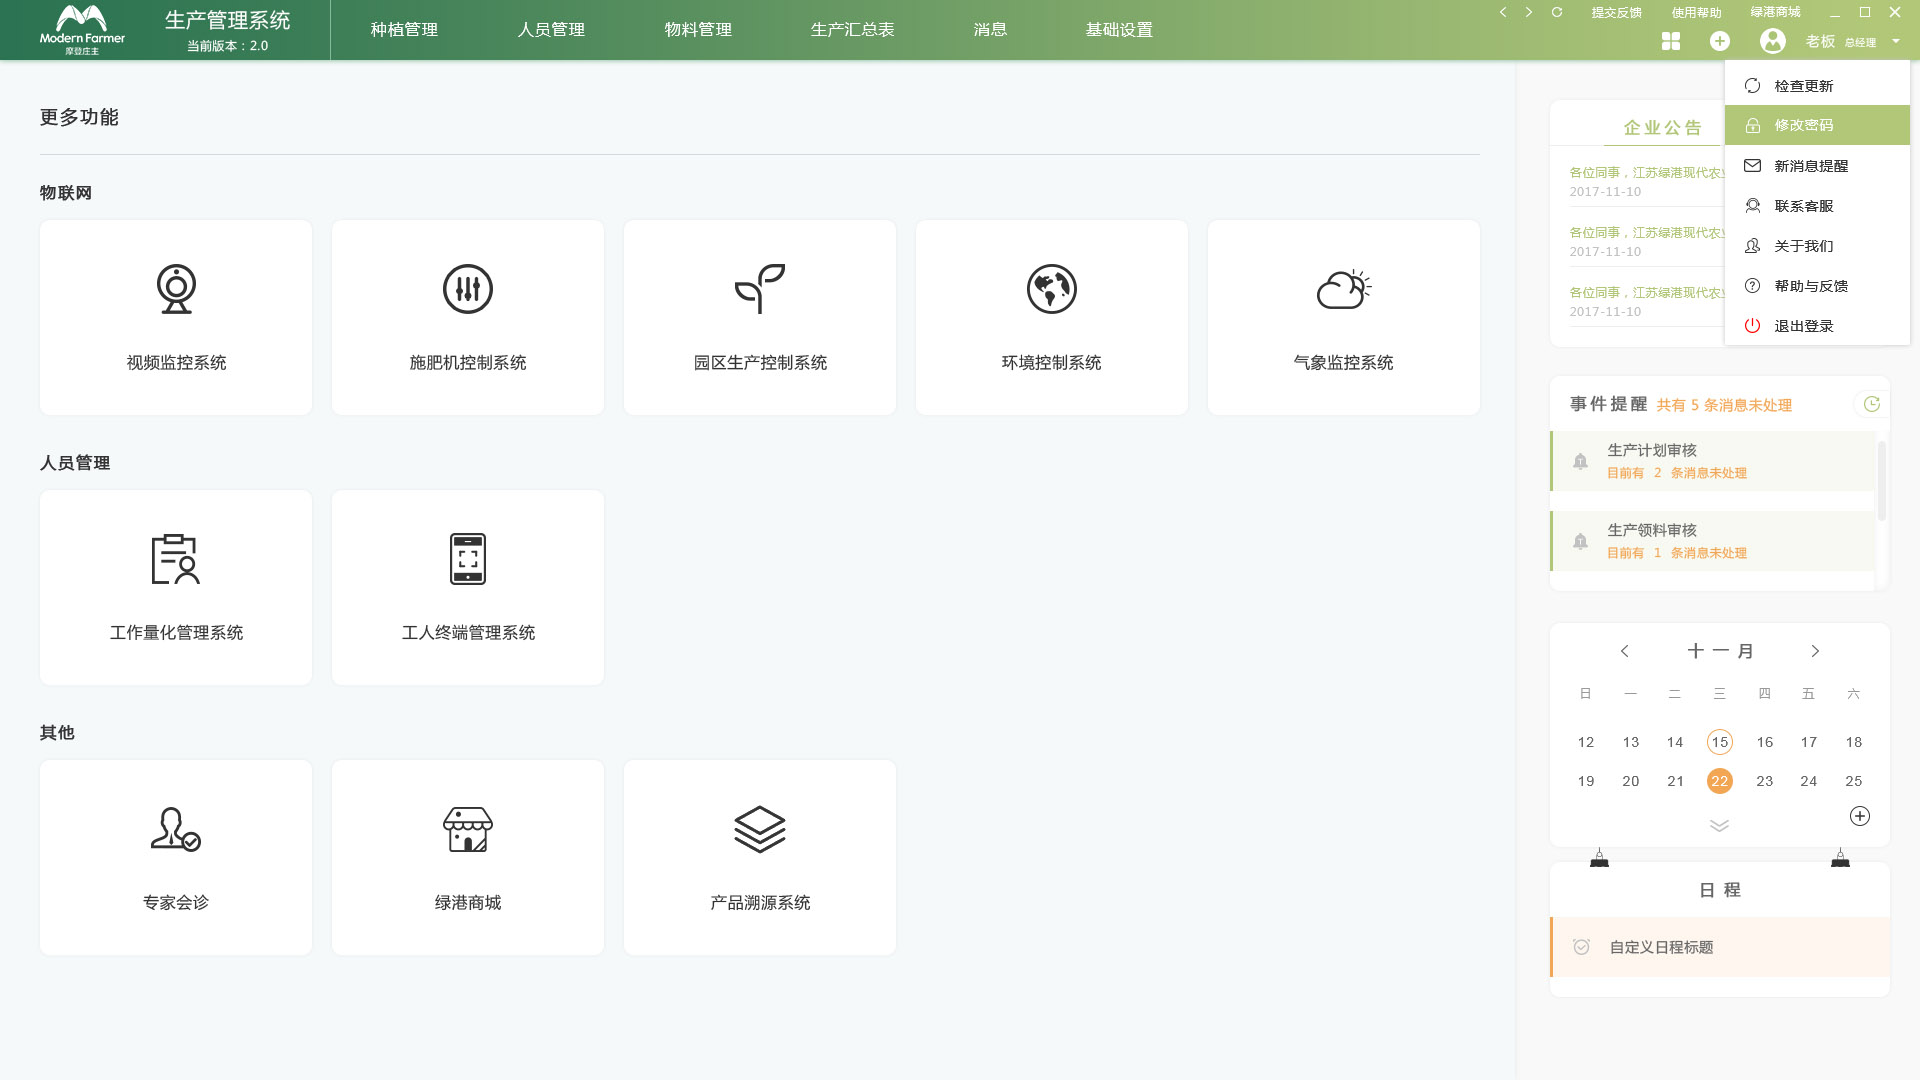 Modern Farmer
摩登庄主
生产管理系统
当前版本：2.0
种植管理
人员管理
物料管理
生产汇总表
消息
基础设置
提交反馈
使用帮助
绿港商城
老板 总经理
检查更新
修改密码
新消息提醒
联系客服
关于我们
帮助与反馈
退出登录
更多功能
物联网
视频监控系统
施肥机控制系统
园区生产控制系统
环境控制系统
气象监控系统
人员管理
工作量化管理系统
工人终端管理系统
其他
专家会诊
绿港商城
产品溯源系统
企业公告
各位同事，江苏绿港现代农业
2017-11-10
各位同事，江苏绿港现代农业
2017-11-10
各位同事，江苏绿港现代农业
2017-11-10
事件提醒 共有 5 条消息未处理
生产计划审核
目前有 2 条消息未处理
生产领料审核
目前有 1 条消息未处理
十一月
日 一 二 三 四 五 六
12 13 14 15 16 17 18
19 20 21 22 23 24 25
日 程
自定义日程标题